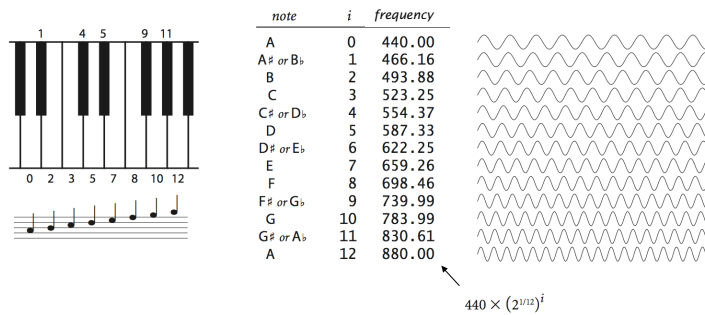 1 4 5 9 11
0 2 3 5 7 8 10 12
note i frequency
A 0 440.00
A♯ or B♭ 1 466.16
B 2 493.88
C 3 523.25
C♯ or D♭ 4 554.37
D 5 587.33
D♯ or E♭ 6 622.25
E 7 659.26
F 8 698.46
F♯ or G♭ 9 739.99
G 10 783.99
G♯ or A♭ 11 830.61
A 12 880.00
440 × (2^{1/12})^i